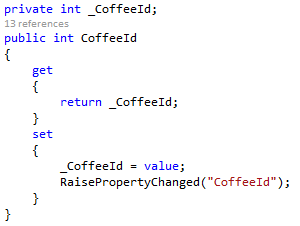 private int _CoffeeId;
13 references
public int CoffeeId
{
    get
    {
        return _CoffeeId;
    }
    set
    {
        _CoffeeId = value;
        RaisePropertyChanged("CoffeeId");
    }
}